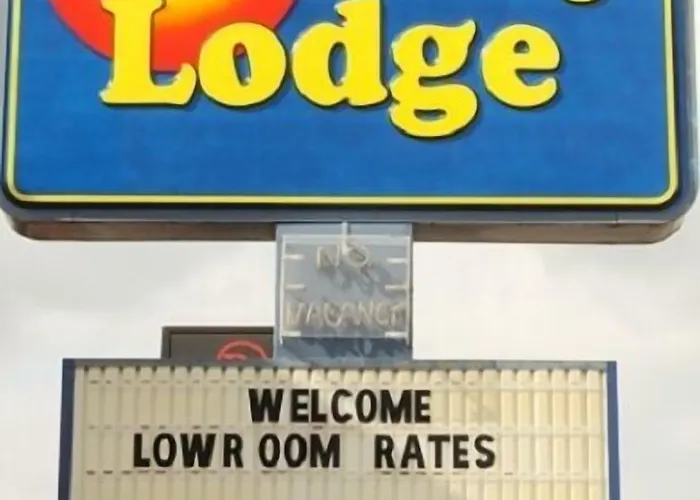 Lodge
NO
VACANCY
WELCOME
LOWR OOM RATES